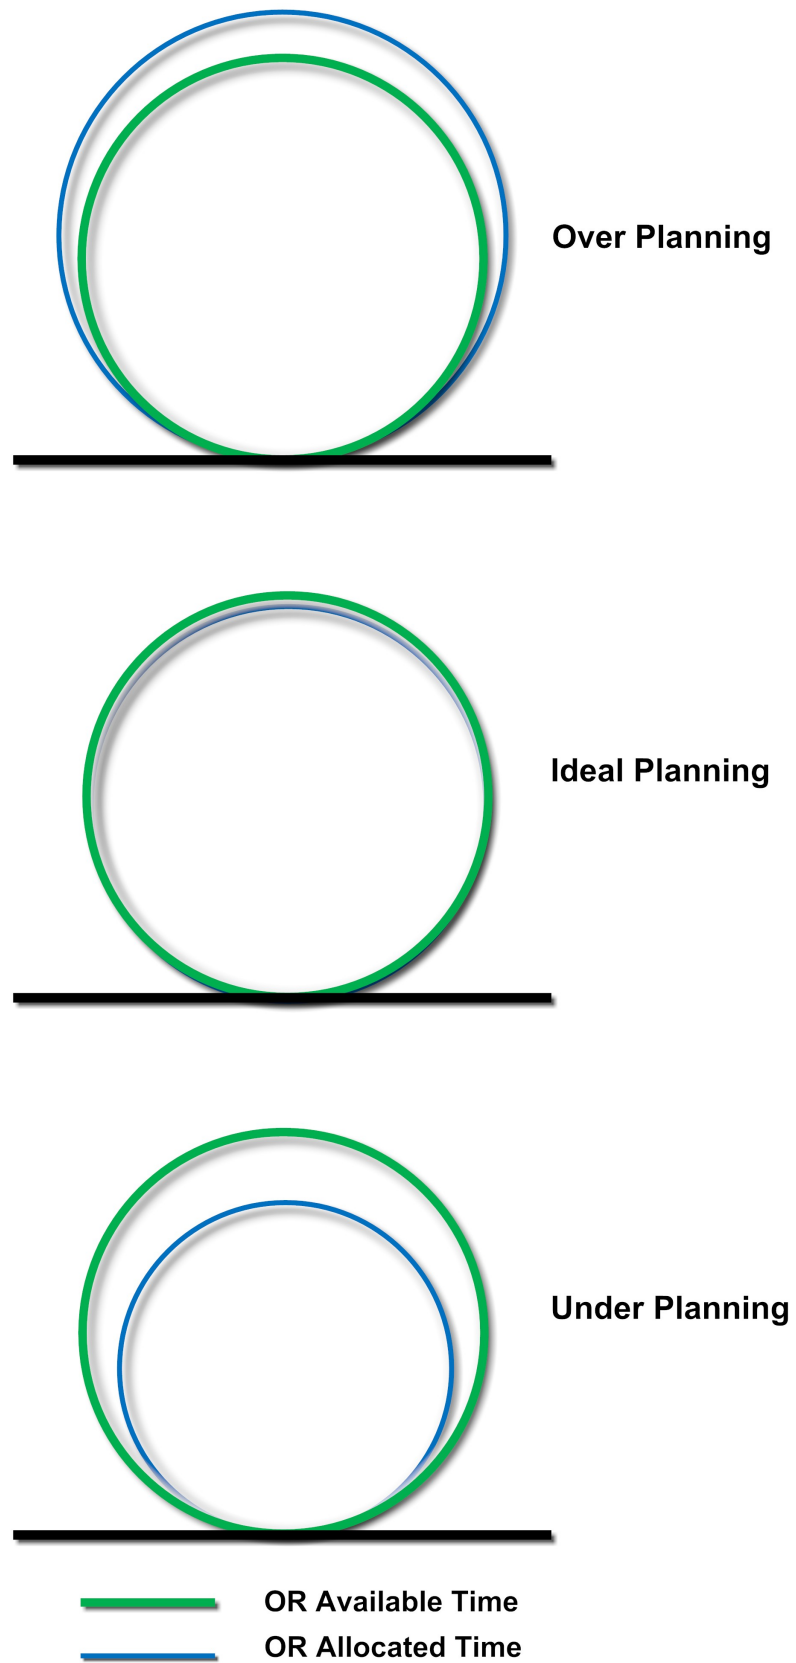 Over Planning
Ideal Planning
Under Planning
OR Available Time
OR Allocated Time